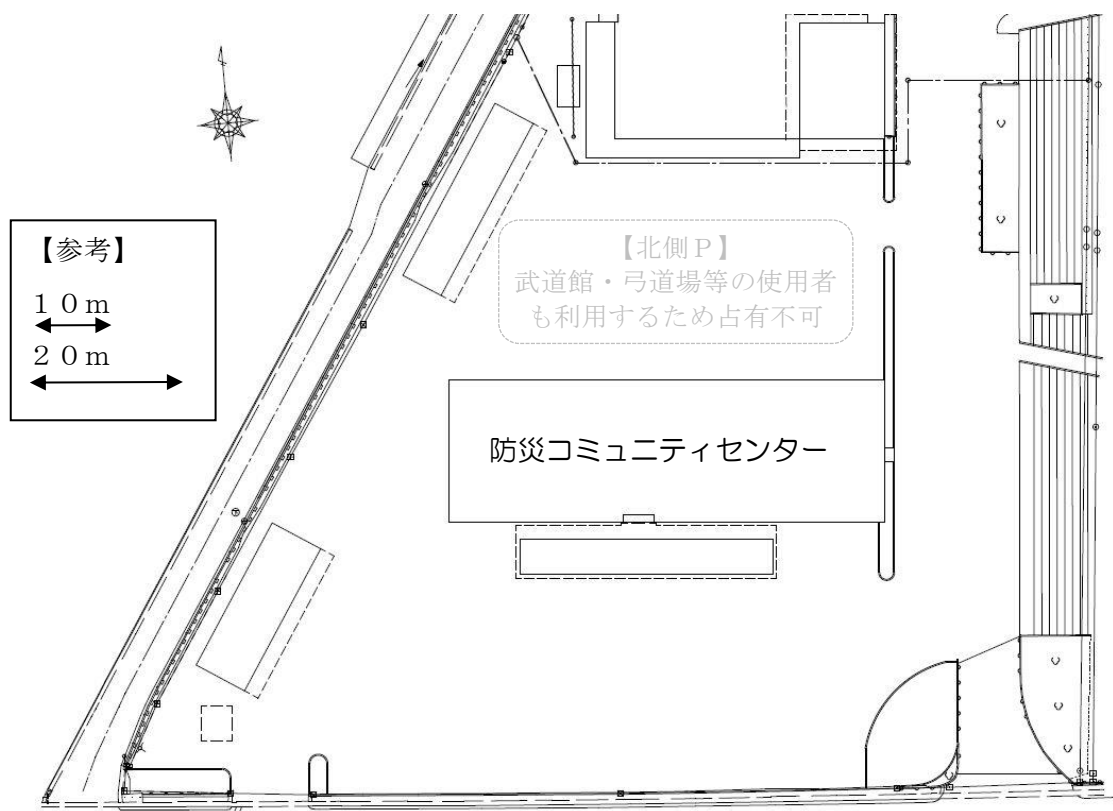 【参考】
１０ｍ
２０ｍ
【北側Ｐ】
武道館・弓道場等の使用者
も利用するため占有不可
防災コミュニティセンター